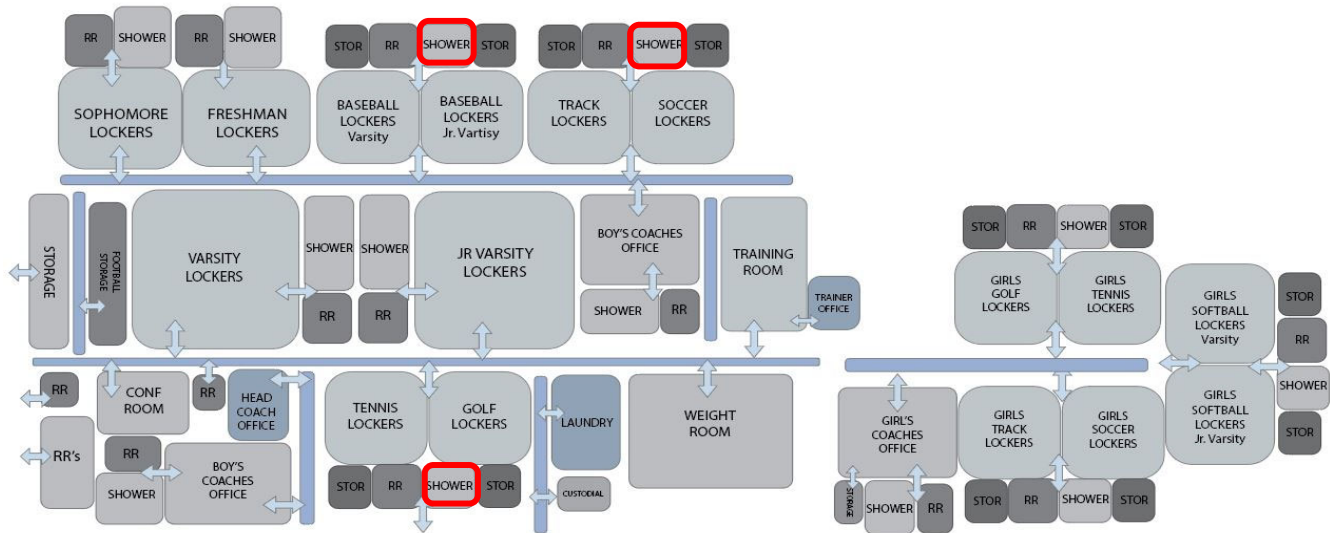 RR
SHOWER
RR
SHOWER
STOR
RR
SHOWER
STOR
STOR
RR
SHOWER
STOR
SOPHOMORE
LOCKERS
FRESHMAN
LOCKERS
BASEBALL
LOCKERS
Varsity
BASEBALL
LOCKERS
Jr. Vartisy
TRACK
LOCKERS
SOCCER
LOCKERS
STORAGE
FOOTBALL
STORAGE
VARSITY
LOCKERS
SHOWER
RR
SHOWER
RR
JR VARSITY
LOCKERS
BOY'S COACHES
OFFICE
SHOWER
RR
TRAINING
ROOM
TRAINER
OFFICE
RR
RR's
CONF
ROOM
RR
HEAD
COACH
OFFICE
RR
SHOWER
BOY'S
COACHES
OFFICE
TENNIS
LOCKERS
GOLF
LOCKERS
STOR
RR
SHOWER
STOR
LAUNDRY
CUSTODIAL
WEIGHT
ROOM
STOR
RR
SHOWER
STOR
GIRLS
GOLF
LOCKERS
GIRLS
TENNIS
LOCKERS
GIRLS
SOFTBALL
LOCKERS
Varsity
STOR
RR
SHOWER
STOR
GIRLS
SOFTBALL
LOCKERS
Jr. Varsity
GIRL'S
COACHES
OFFICE
GIRLS
TRACK
LOCKERS
GIRLS
SOCCER
LOCKERS
STORAGE
SHOWER
RR
STOR
RR
SHOWER
STOR